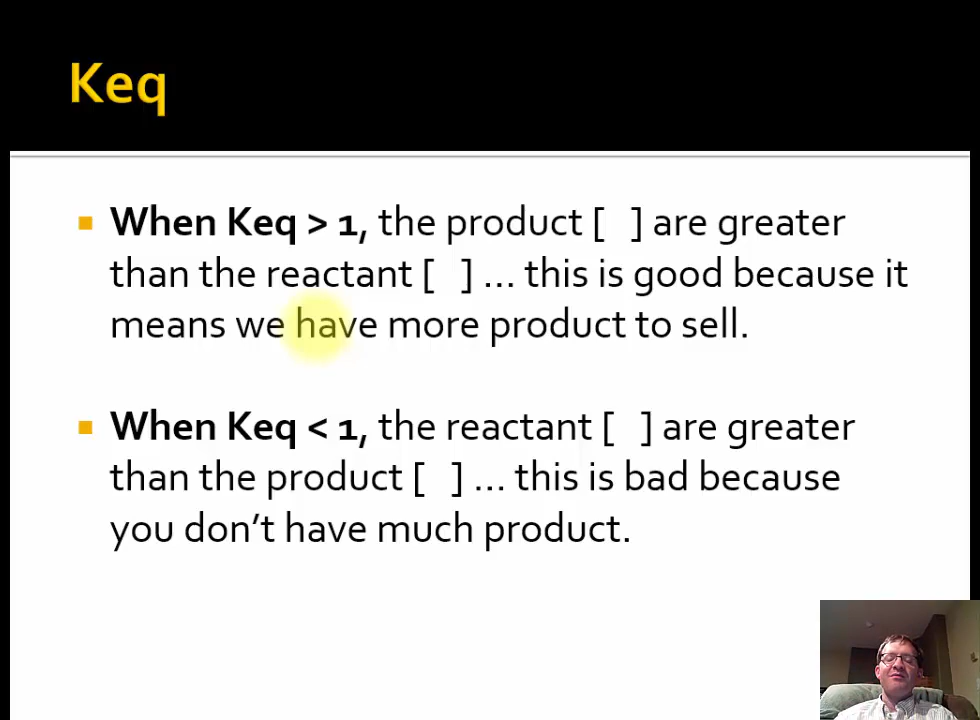 Keq
When Keq > 1, the product [ ] are greater
than the reactant [ ] ... this is good because it
means we have more product to sell.
When Keq < 1, the reactant [ ] are greater
than the product [ ] ... this is bad because
you don't have much product.